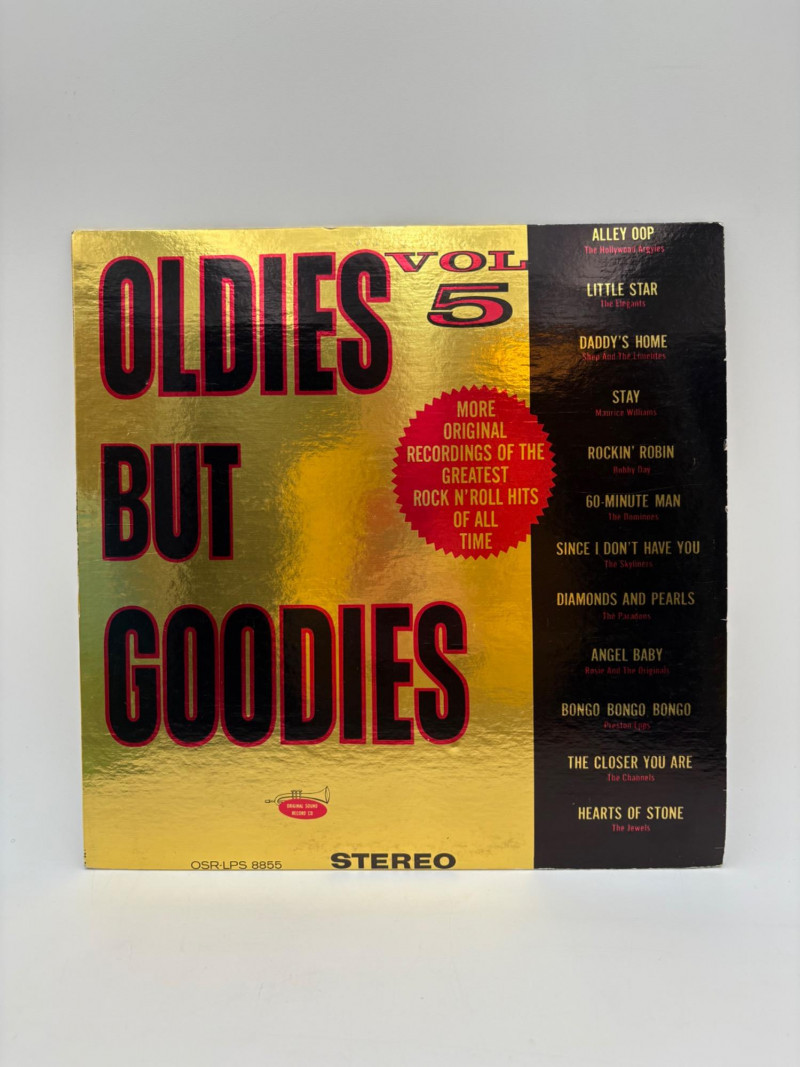 OLDIES
BUT
GOODIES
VOL
5
MORE
ORIGINAL
RECORDINGS OF THE
GREATEST
ROCK N'ROLL HITS
OF ALL
TIME
ORIGINAL SOUND
RECORD CO
OSR-LPS 8855
STEREO
ALLEY OOP
The Hollywood Argyles
LITTLE STAR
The Elegants
DADDY'S HOME
Shep And The Limelites
STAY
Maurice Williams
ROCKIN' ROBIN
Bobby Day
60-MINUTE MAN
The Dominoes
SINCE I DON'T HAVE YOU
The Skyliners
DIAMONDS AND PEARLS
The Paradons
ANGEL BABY
Rosie And The Originals
BONGO BONGO BONGO
Preston Epps
THE CLOSER YOU ARE
The Channels
HEARTS OF STONE
The Jewels